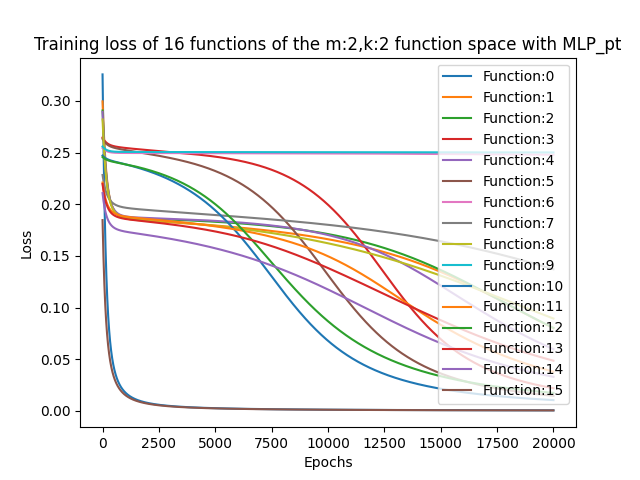 Training loss of 16 functions of the m:2,k:2 function space with MLP_pt
Loss
0.30
0.25
0.20
0.15
0.10
0.05
0.00
Function:0
Function:1
Function:2
Function:3
Function:4
Function:5
Function:6
Function:7
Function:8
Function:9
Function:10
Function:11
Function:12
Function:13
Function:14
Function:15
0 2500 5000 7500 10000 12500 15000 17500 20000
Epochs